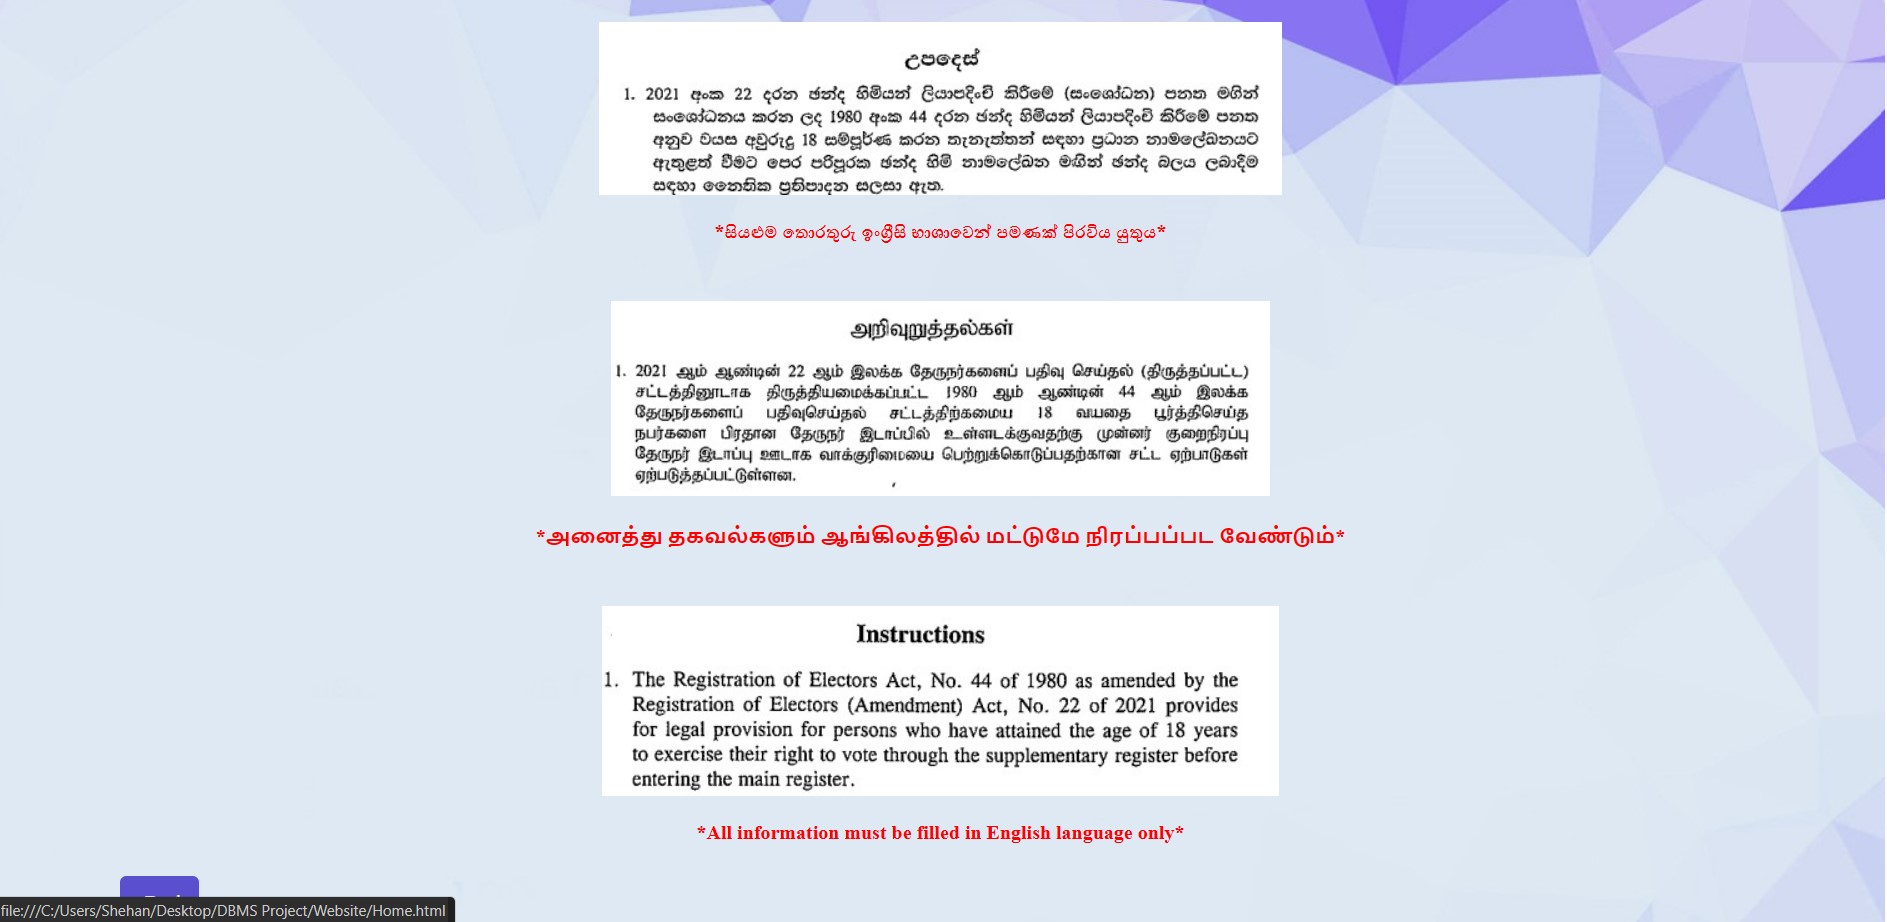 උපදෙස්
1. 2021 අංක 22 දරන ඡන්ද හිමියන් ලියාපදිංචි කිරීමේ (සංශෝධන) පනත මගින්
සංශෝධනය කරන ලද 1980 අංක 44 දරන ඡන්ද හිමියන් ලියාපදිංචි කිරීමේ පනත
අනුව වයස අවුරුදු 18 සම්පූර්ණ කරන තැනැත්තන් සඳහා ප්‍රධාන නාමලේඛනයට
ඇතුළත් වීමට පෙර පරිපූරක ඡන්ද හිමි නාමලේඛන මඟින් ඡන්ද බලය ලබාදීම
සඳහා නෛතික ප්‍රතිපාදන සලසා ඇත.
*සියළුම තොරතුරු ඉංග්‍රීසි භාශාවෙන් පමණක් පිරවිය යුතුය*
அறிவுறுத்தல்கள்
1. 2021 ஆம் ஆண்டின் 22 ஆம் இலக்க தேருநர்களைப் பதிவு செய்தல் (திருத்தப்பட்ட)
சட்டத்தினூடாக திருத்தியமைக்கப்பட்ட 1980 ஆம் ஆண்டின் 44 ஆம் இலக்க
தேருநர்களைப் பதிவுசெய்தல் சட்டத்திற்கமைய 18 வயதை பூர்த்திசெய்த
நபர்களை பிரதான தேருநர் இடாப்பில் உள்ளடக்குவதற்கு முன்னர் குறைநிரப்பு
தேருநர் இடாப்பு ஊடாக வாக்குரிமையை பெற்றுக்கொடுப்பதற்கான சட்ட ஏற்பாடுகள்
ஏற்படுத்தப்பட்டுள்ளன.
*அனைத்து தகவல்களும் ஆங்கிலத்தில் மட்டுமே நிரப்பப்பட வேண்டும்*
Instructions
1. The Registration of Electors Act, No. 44 of 1980 as amended by the
Registration of Electors (Amendment) Act, No. 22 of 2021 provides
for legal provision for persons who have attained the age of 18 years
to exercise their right to vote through the supplementary register before
entering the main register.
*All information must be filled in English language only*
file:///C:/Users/Shehan/Desktop/DBMS Project/Website/Home.html